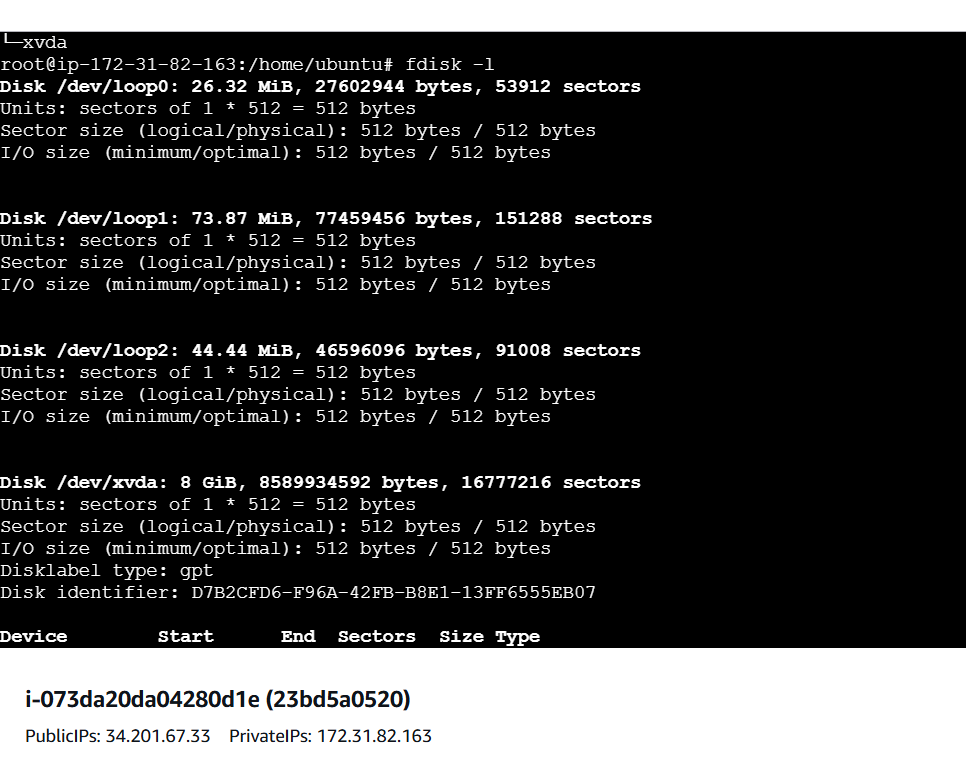 └─xvda
root@ip-172-31-82-163:/home/ubuntu# fdisk -l
Disk /dev/loop0: 26.32 MiB, 27602944 bytes, 53912 sectors
Units: sectors of 1 * 512 = 512 bytes
Sector size (logical/physical): 512 bytes / 512 bytes
I/O size (minimum/optimal): 512 bytes / 512 bytes
Disk /dev/loop1: 73.87 MiB, 77459456 bytes, 151288 sectors
Units: sectors of 1 * 512 = 512 bytes
Sector size (logical/physical): 512 bytes / 512 bytes
I/O size (minimum/optimal): 512 bytes / 512 bytes
Disk /dev/loop2: 44.44 MiB, 46596096 bytes, 91008 sectors
Units: sectors of 1 * 512 = 512 bytes
Sector size (logical/physical): 512 bytes / 512 bytes
I/O size (minimum/optimal): 512 bytes / 512 bytes
Disk /dev/xvda: 8 GiB, 8589934592 bytes, 16777216 sectors
Units: sectors of 1 * 512 = 512 bytes
Sector size (logical/physical): 512 bytes / 512 bytes
I/O size (minimum/optimal): 512 bytes / 512 bytes
Disklabel type: gpt
Disk identifier: D7B2CFD6-F96A-42FB-B8E1-13FF6555EB07
Device        Start      End  Sectors  Size Type
i-073da20da04280d1e (23bd5a0520)
PublicIPs: 34.201.67.33    PrivateIPs: 172.31.82.163